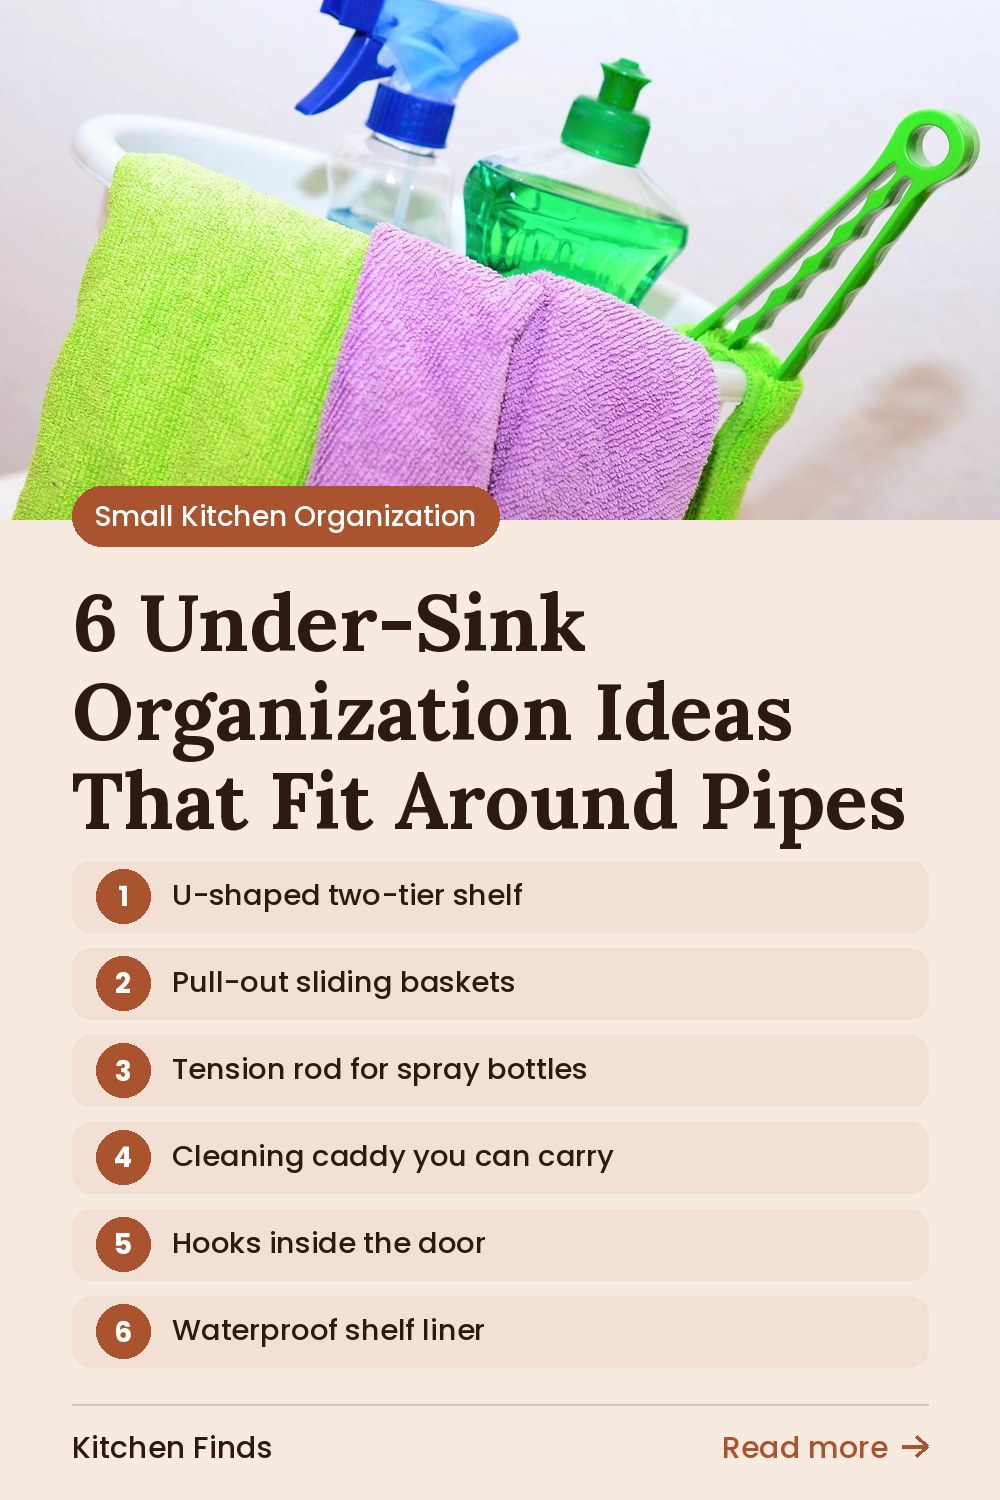 Small Kitchen Organization
6 Under-Sink
Organization Ideas
That Fit Around Pipes
1 U-shaped two-tier shelf
2 Pull-out sliding baskets
3 Tension rod for spray bottles
4 Cleaning caddy you can carry
5 Hooks inside the door
6 Waterproof shelf liner
Kitchen Finds
Read more →